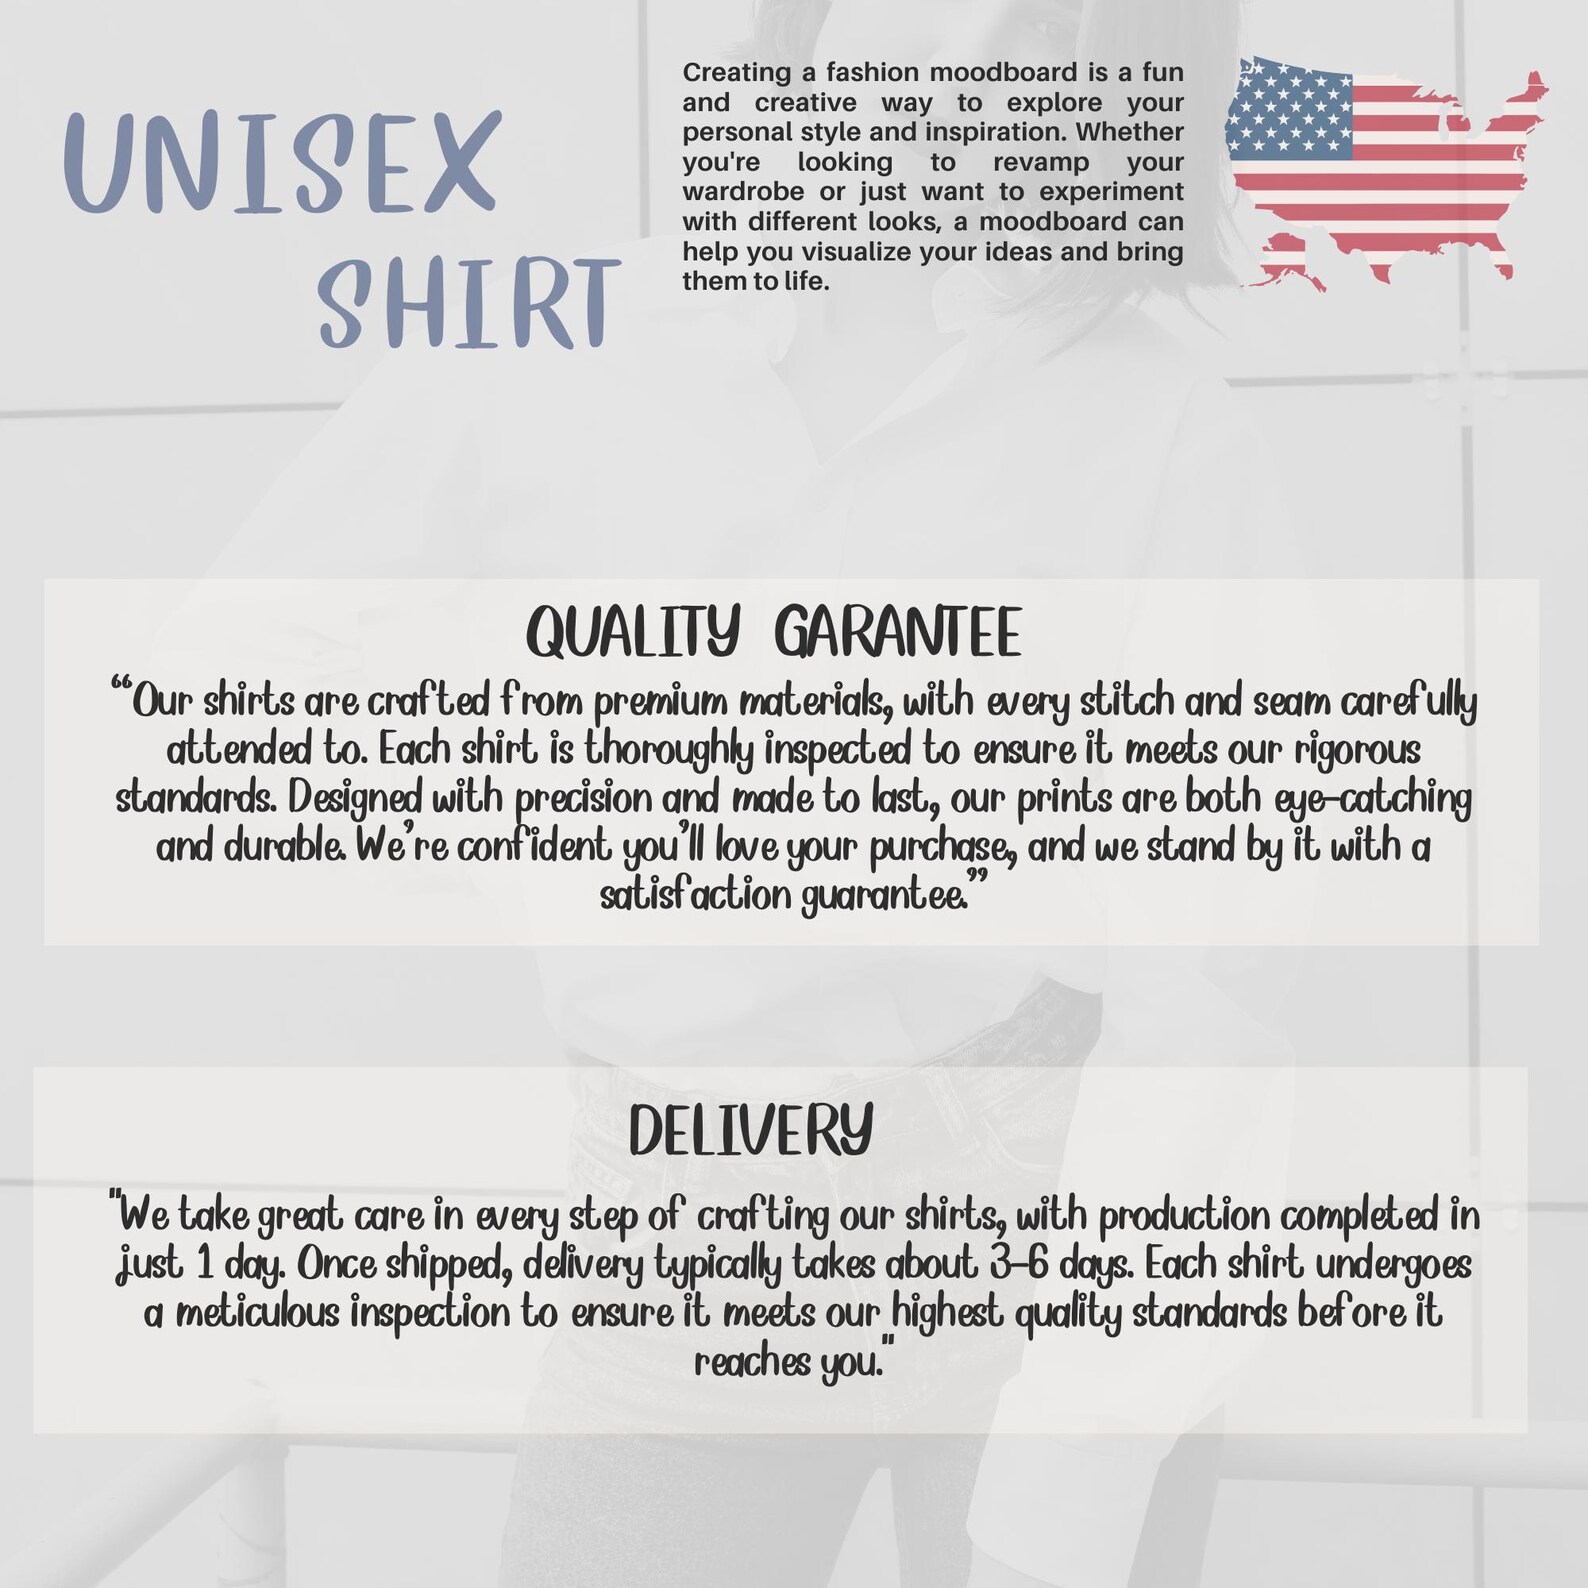 UNISEX
SHIRT
Creating a fashion moodboard is a fun
and creative way to explore your
personal style and inspiration. Whether
you're looking to revamp your
wardrobe or just want to experiment
with different looks, a moodboard can
help you visualize your ideas and bring
them to life.
QUALITY GARANTEE
“Our shirts are crafted from premium materials, with every stitch and seam carefully
attended to. Each shirt is thoroughly inspected to ensure it meets our rigorous
standards. Designed with precision and made to last, our prints are both eye-catching
and durable. We’re confident you’ll love your purchase, and we stand by it with a
satisfaction guarantee.”
DELIVERY
"We take great care in every step of crafting our shirts, with production completed in
just 1 day. Once shipped, delivery typically takes about 3-6 days. Each shirt undergoes
a meticulous inspection to ensure it meets our highest quality standards before it
reaches you."